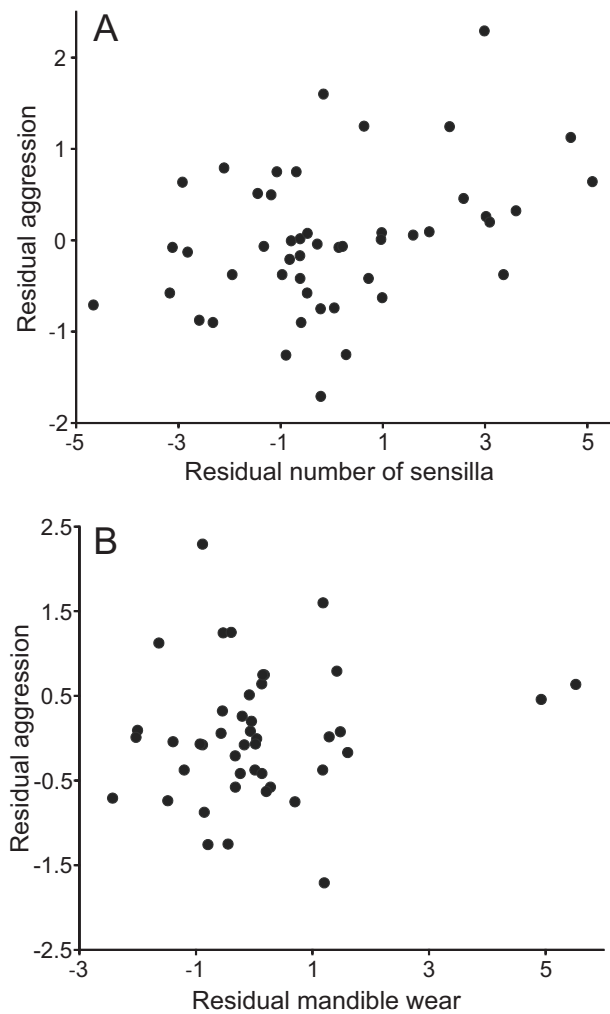 A
2
1
0
-1
-2
Residual aggression
-5 -3 -1 1 3 5
Residual number of sensilla
B
2.5
1.5
0.5
-0.5
-1.5
-2.5
Residual aggression
-3 -1 1 3 5
Residual mandible wear